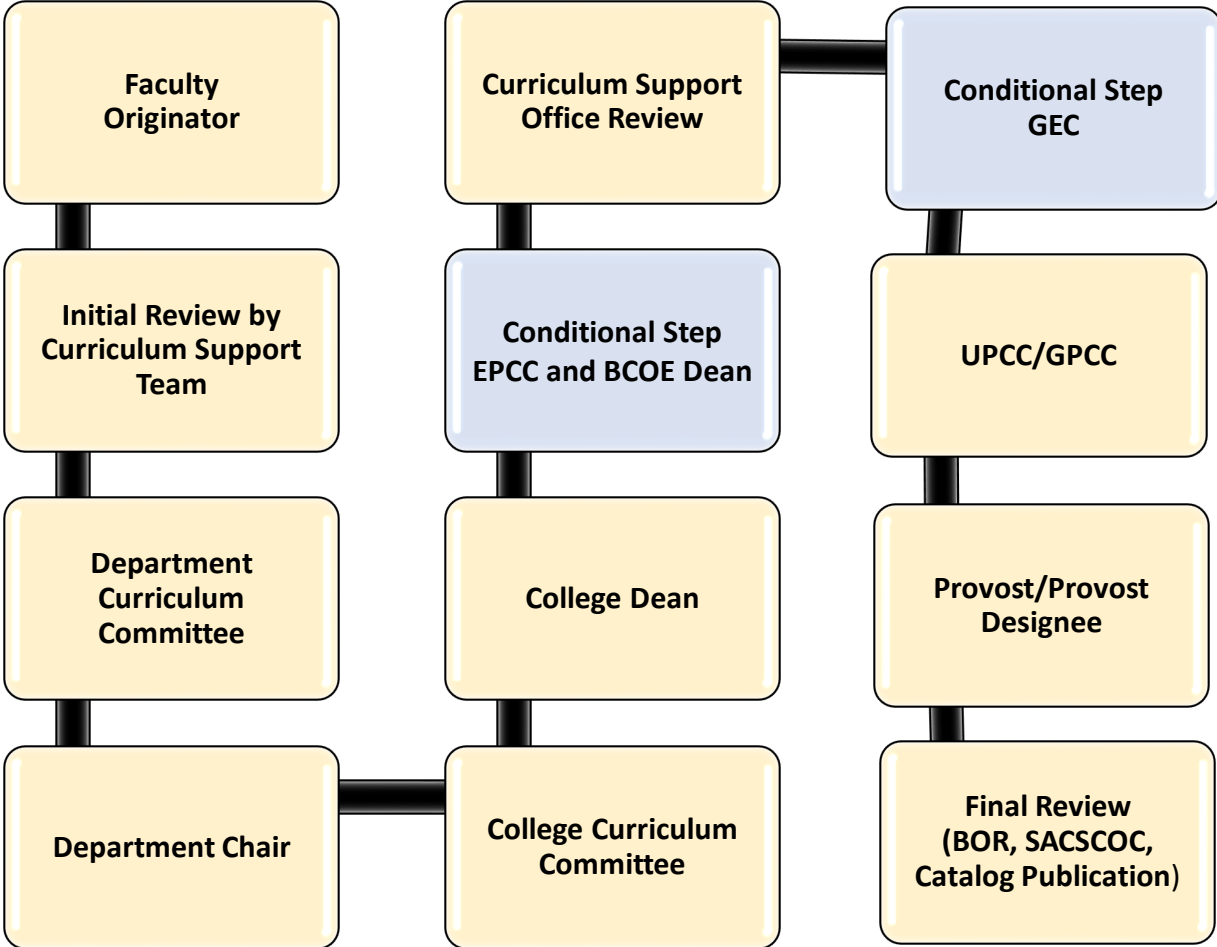 Faculty
Originator
Initial Review by
Curriculum Support
Team
Department
Curriculum
Committee
Department Chair
College Curriculum
Committee
College Dean
Conditional Step
EPCC and BCOE Dean
Curriculum Support
Office Review
Conditional Step
GEC
UPCC/GPCC
Provost/Provost
Designee
Final Review
(BOR, SACSCOC,
Catalog Publication)